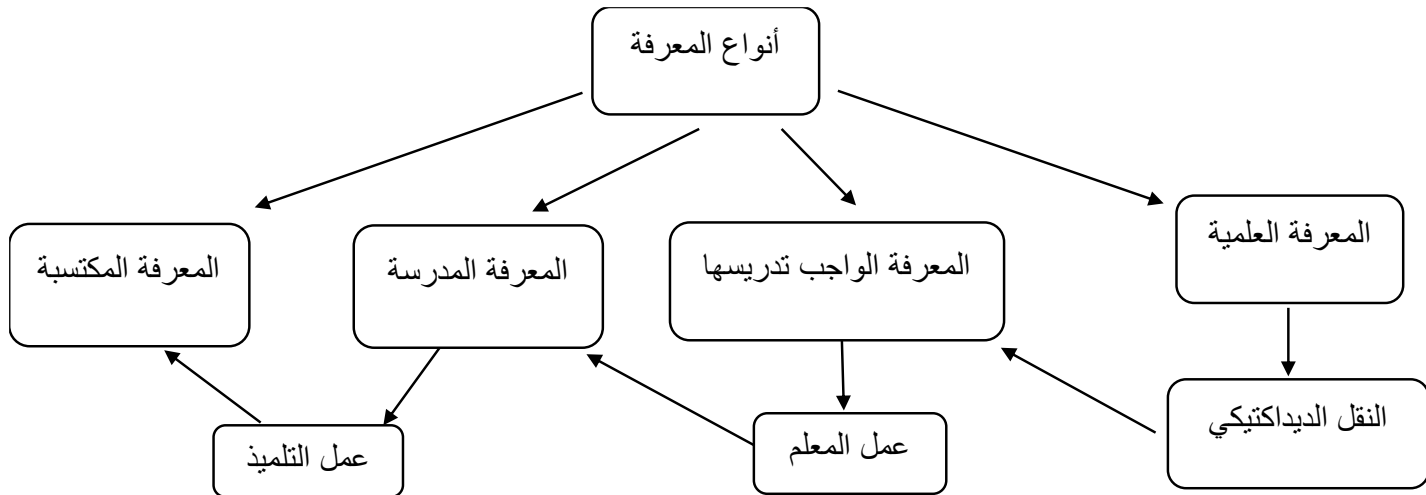 أنواع المعرفة
المعرفة العلمية
المعرفة الواجب تدريسها
المعرفة المدرسة
المعرفة المكتسبة
النقل الديداكتيكي
عمل المعلم
عمل التلميذ